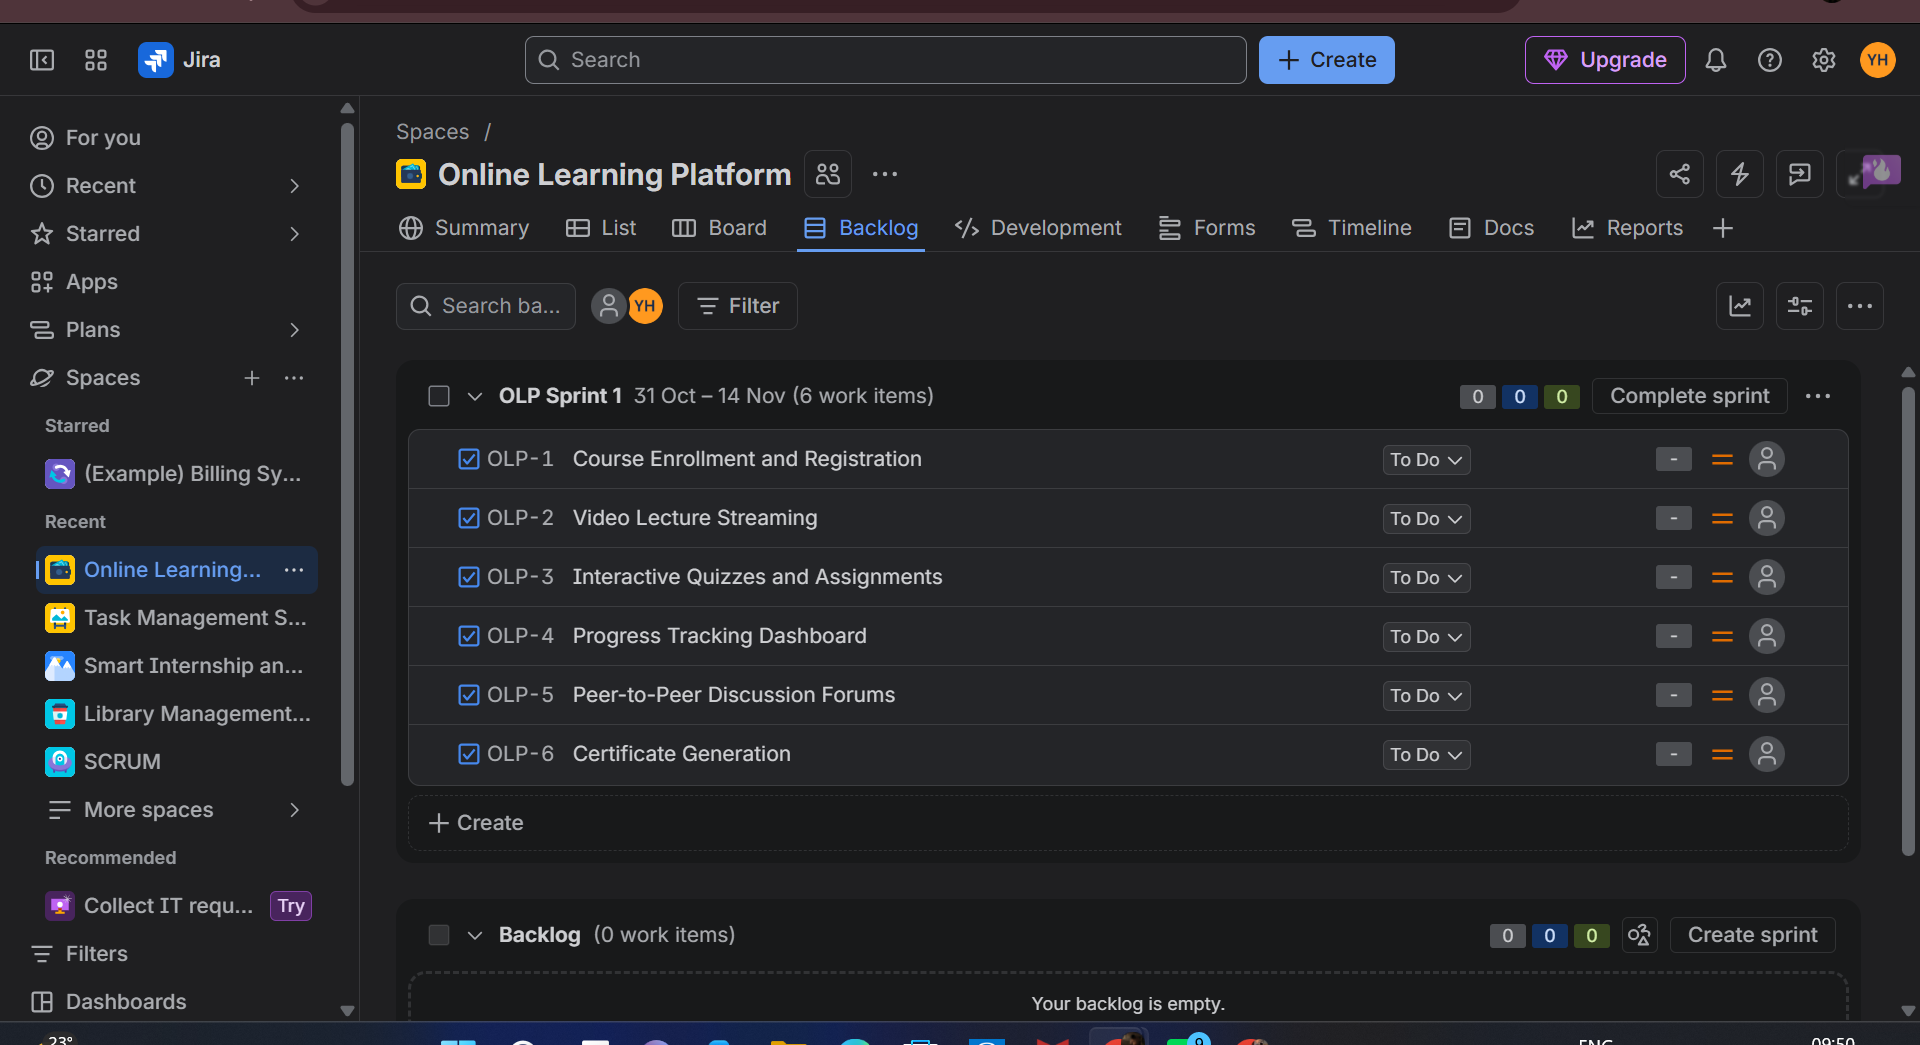 Jira
Search
Create
Upgrade
YH
For you
Recent
Starred
Apps
Plans
Spaces
Starred
(Example) Billing Sy...
Recent
Online Learning...
Task Management S...
Smart Internship an...
Library Management...
SCRUM
More spaces
Recommended
Collect IT requ... Try
Filters
Dashboards
Spaces /
Online Learning Platform
Summary List Board Backlog Development Forms Timeline Docs Reports
Search ba... YH Filter
OLP Sprint 1 31 Oct – 14 Nov (6 work items) 0 0 0 Complete sprint
OLP-1 Course Enrollment and Registration To Do -
OLP-2 Video Lecture Streaming To Do -
OLP-3 Interactive Quizzes and Assignments To Do -
OLP-4 Progress Tracking Dashboard To Do -
OLP-5 Peer-to-Peer Discussion Forums To Do -
OLP-6 Certificate Generation To Do -
Create
Backlog (0 work items) 0 0 0 Create sprint
Your backlog is empty.
23° 9 ENG 09:50